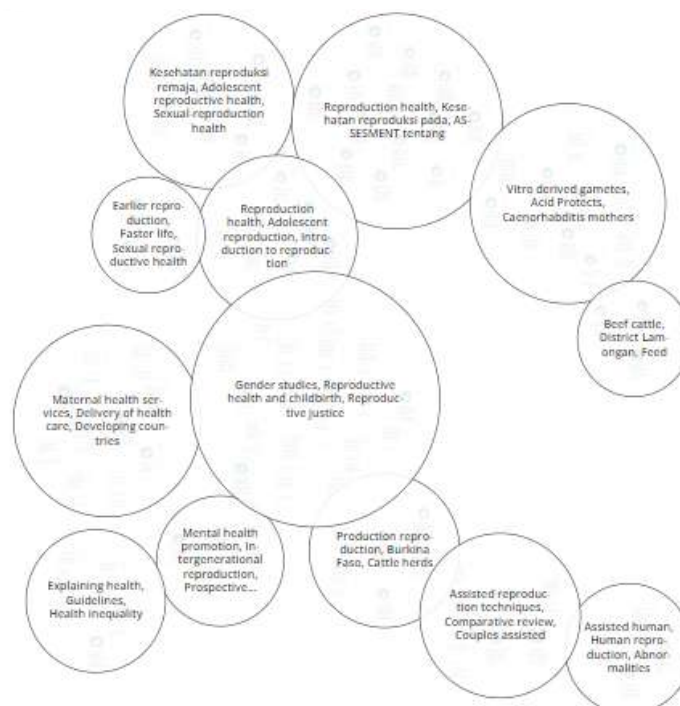 Kesehatan reproduksi
remaja, Adolescent
reproductive health,
Sexual-reproduction
health
Reproduction health, Kese-
hatan reproduksi pada, AS-
SESMENT tentang
Vitro derived gametes,
Acid Protects,
Caenorhabditis mothers
Earlier repro-
duction,
Faster life,
Sexual repro-
ductive health
Reproduction
health, Adolescent
reproduction, Intro-
duction to reproduc-
tion
Beef cattle,
District Lam-
ongan, Feed
Gender studies, Reproductive
health and childbirth, Reproduc-
tive justice
Maternal health ser-
vices, Delivery of health
care, Developing coun-
tries
Mental health
promotion, In-
tergenerational
reproduction,
Prospective...
Production repro-
duction, Burkina
Faso, Cattle herds
Explaining health,
Guidelines,
Health inequality
Assisted reproduc-
tion techniques,
Comparative review,
Couples assisted
Assisted human,
Human repro-
duction, Abnor-
malities